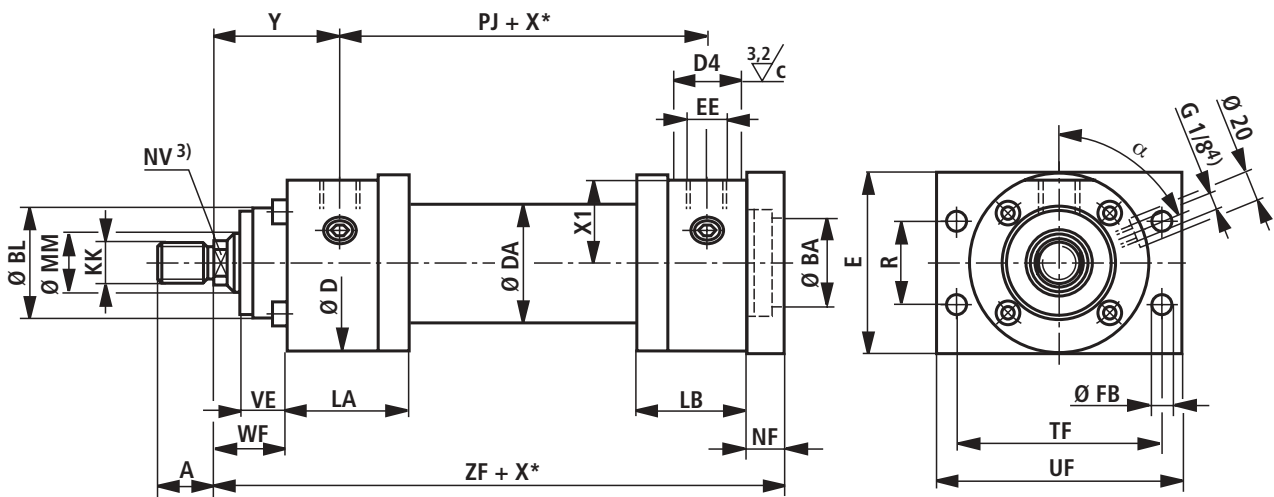 Y
PJ + X*
D4
3,2
c
EE
NV 3)
Ø BL
Ø MM
KK
Ø D
Ø DA
X1
Ø BA
VE
LA
LB
WF
NF
A
ZF + X*
G 1/8 4)
Ø 20
α
E
R
Ø FB
TF
UF